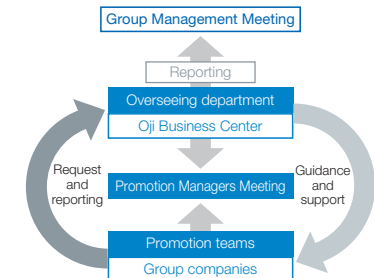 Group Management Meeting
Reporting
Overseeing department
Oji Business Center
Request
and
reporting
Promotion Managers Meeting
Guidance
and
support
Promotion teams
Group companies